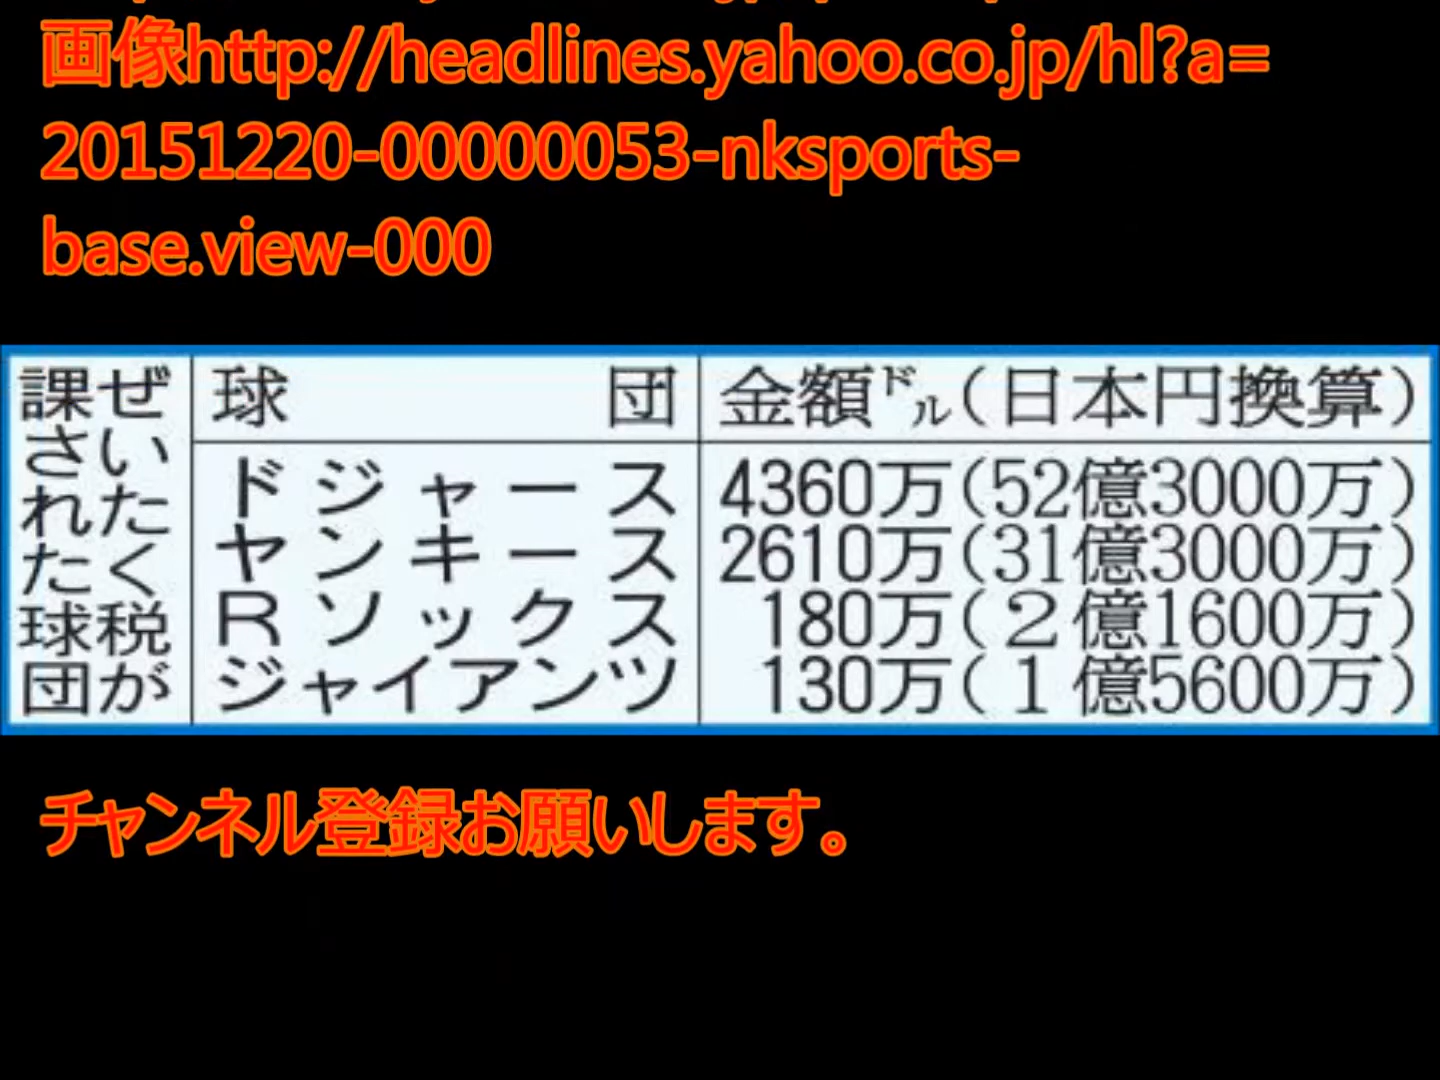 画像http://headlines.yahoo.co.jp/hl?a=
20151220-00000053-nksports-
base.view-000
ぜいたく税が
課された球団
球団 金額ドル(日本円換算)
ドジャース 4360万(52億3000万)
ヤンキース 2610万(31億3000万)
Rソックス 180万(2億1600万)
ジャイアンツ 130万(1億5600万)
チャンネル登録お願いします。